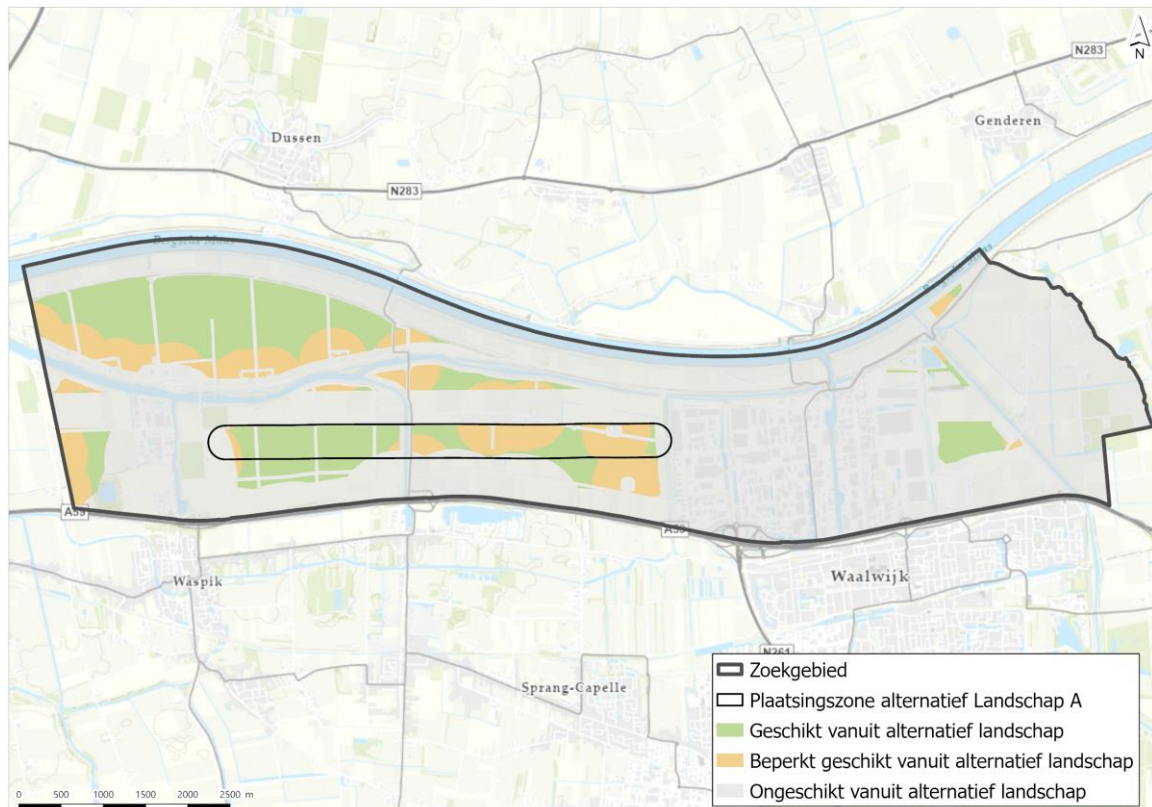 N283
N
Genderen
Dussen
N283
Bergsche Maas
A59
A59
Waspik
Waalwijk
N261
Sprang-Capelle
Zoekgebied
Plaatsingszone alternatief Landschap A
Geschikt vanuit alternatief landschap
Beperkt geschikt vanuit alternatief landschap
Ongeschikt vanuit alternatief landschap
0 500 1000 1500 2000 2500 m